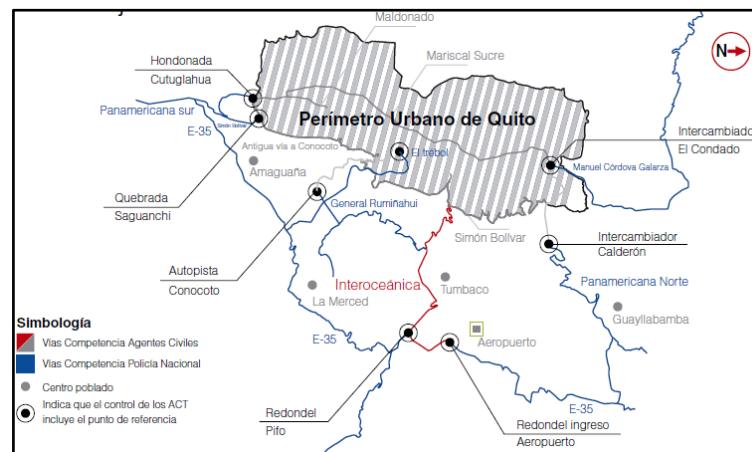 Maldonado
Mariscal Sucre
N
Hondonada
Cutuglahua
Panamericana sur
E-35
Simón Bolívar
Perímetro Urbano de Quito
Antigua vía a Conocoto
El trébol
Amaguaña
Intercambiador
El Condado
Manuel Córdova Galarza
Quebrada
Saguanchi
General Rumiñahui
Simón Bolívar
Intercambiador
Calderón
Autopista
Conocoto
Interoceánica
Tumbaco
Panamericana Norte
La Merced
Guayllabamba
Simbología
Vías Competencia Agentes Civiles
Vías Competencia Policía Nacional
Centro poblado
Indica que el control de los ACT
incluye el punto de referencia
E-35
Aeropuerto
Redondel
Pifo
Redondel ingreso
Aeropuerto
E-35